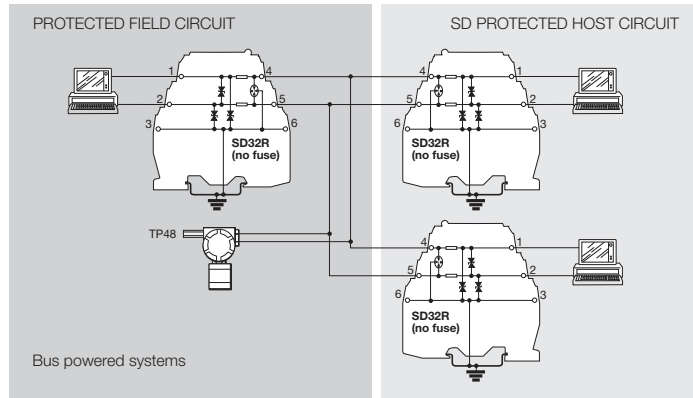 PROTECTED FIELD CIRCUIT
SD PROTECTED HOST CIRCUIT
1
4
2
5
3
6
SD32R
(no fuse)
4
1
5
2
6
3
SD32R
(no fuse)
TP48
4
1
5
2
6
3
SD32R
(no fuse)
Bus powered systems